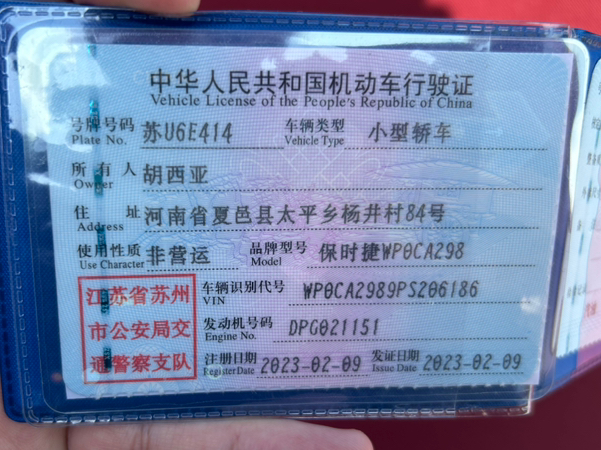 中华人民共和国机动车行驶证
Vehicle License of the People's Republic of China
号牌号码 苏U6E414 车辆类型 小型轿车
Plate No. Vehicle Type
所有人 胡西亚
Owner
住址 河南省夏邑县太平乡杨井村84号
Address
使用性质 非营运 品牌型号 保时捷WP0CA298
Use Character Model
江苏省苏州 车辆识别代号 WP0CA2989PS206186
VIN
市公安局交 发动机号码 DPG021151
Engine No.
通警察支队 注册日期 2023-02-09 发证日期 2023-02-09
Register Date Issue Date